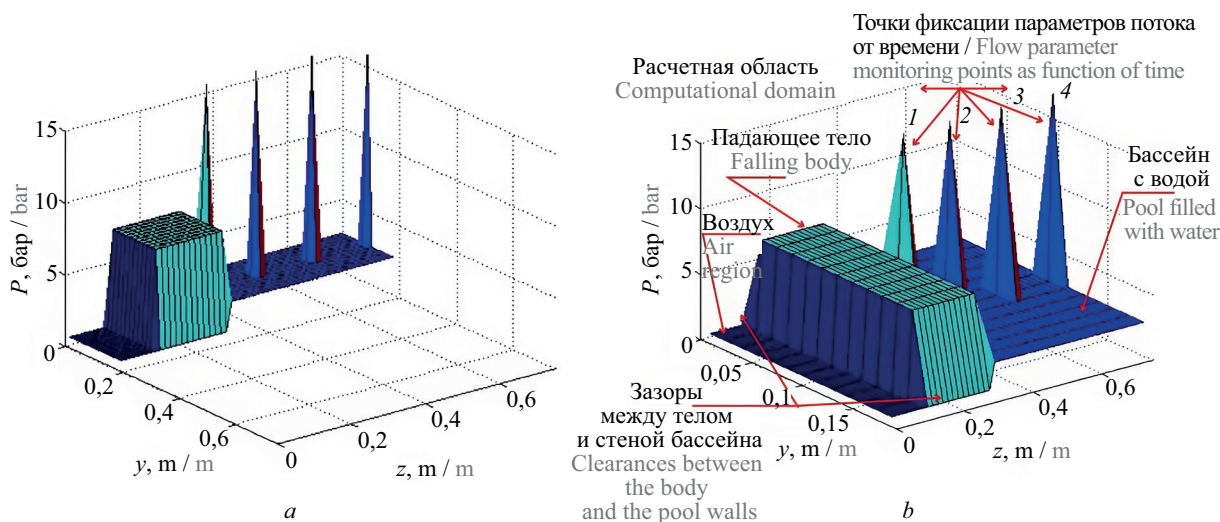 15
10
5
0
P, бар / bar
0,2
0,4
0,6
y, m / m
0
0,2
0,4
0,6
z, m / m
a
Точки фиксации параметров потока
от времени / Flow parameter
monitoring points as function of time
Расчетная область
Computational domain
1
2
3
4
Падающее тело
Falling body
Бассейн
с водой
Pool filled
with water
Воздух
Air
region
15
10
5
0
P, бар / bar
0,05
0,1
0,15
y, m / m
0
0,2
0,4
0,6
z, m / m
Зазоры
между телом
и стеной бассейна
Clearances between
the body
and the pool walls
b